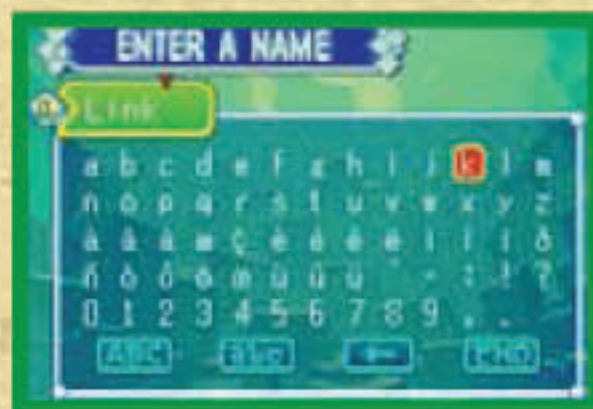 ENTER A NAME
Link
a b c d e f g h i j k l m
n o p q r s t u v w x y z
ç è é ê ë
ñ ! ?
0 1 2 3 4 5 6 7 8 9
ABC ← END